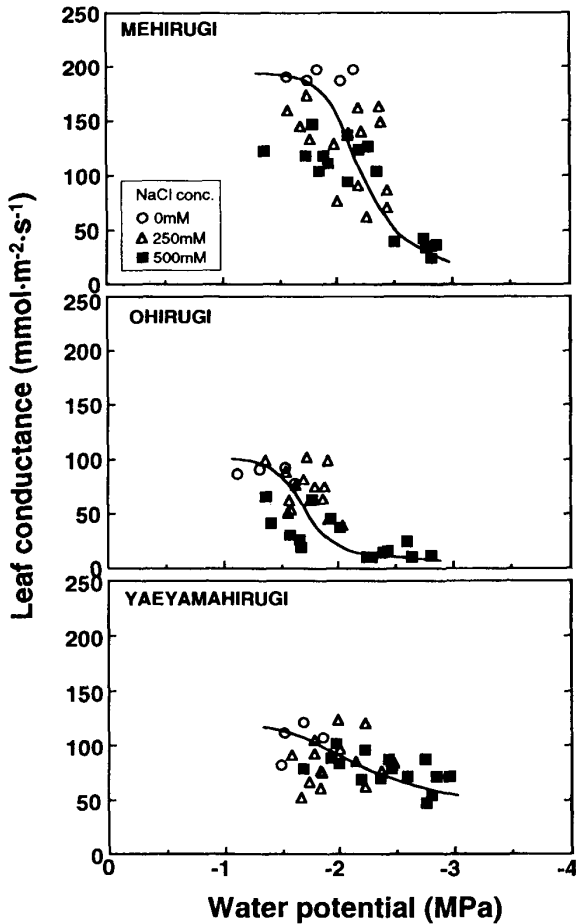 Leaf conductance (mmol·m⁻²·s⁻¹)
MEHIRUGI
250
200
150
100
50
0
NaCl conc.
0mM
250mM
500mM
OHIRUGI
250
200
150
100
50
0
YAEYAMAHIRUGI
250
200
150
100
50
0
0 -1 -2 -3 -4
Water potential (MPa)